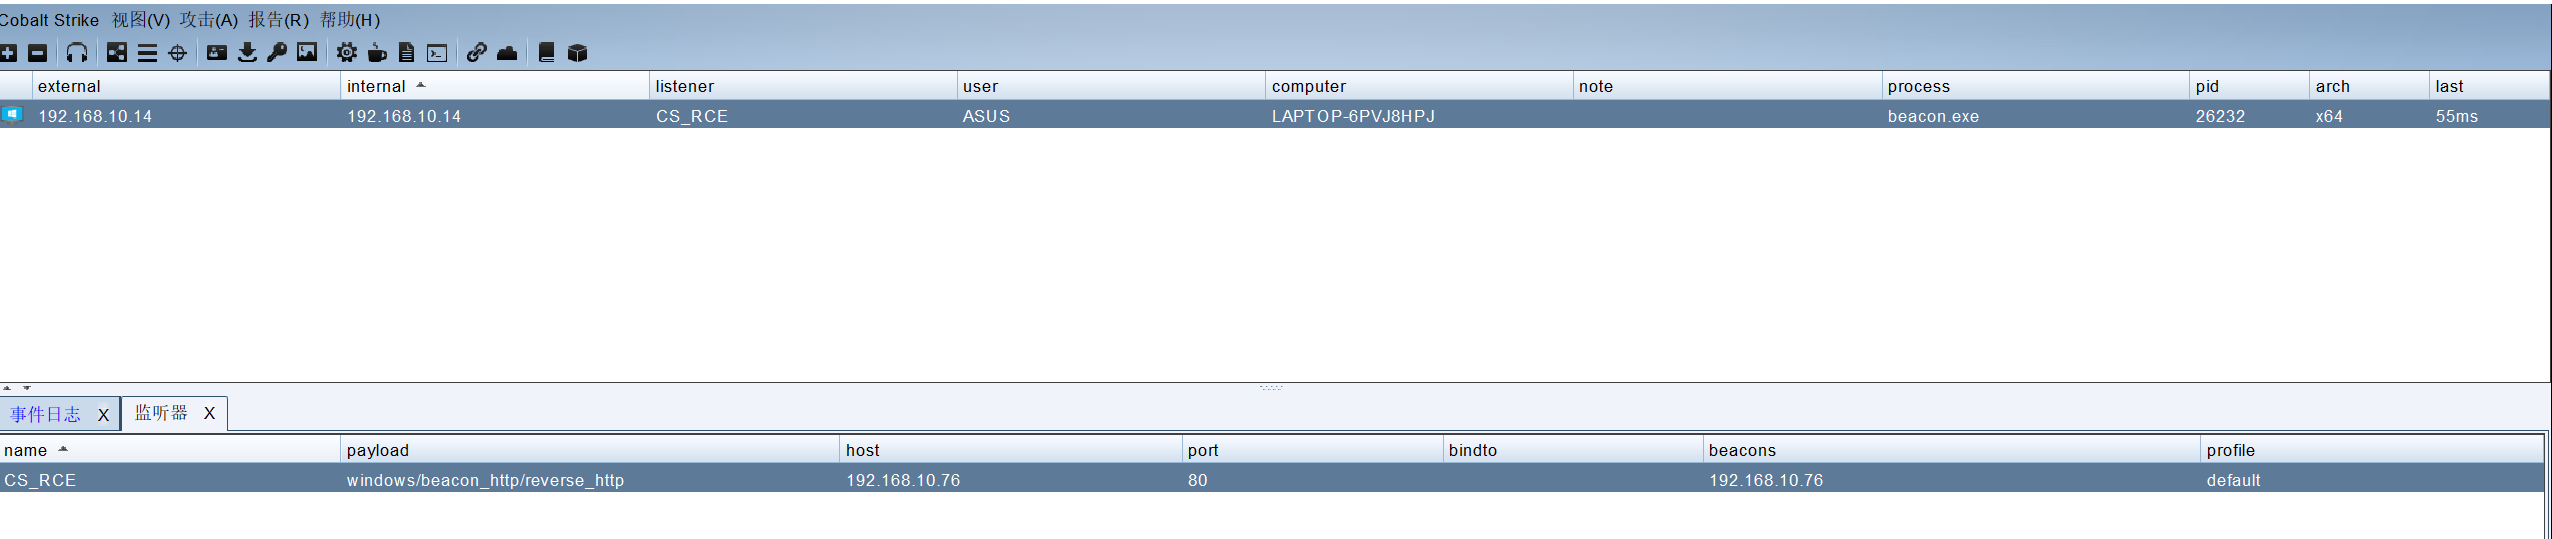 Cobalt Strike 视图(V) 攻击(A) 报告(R) 帮助(H)
external internal listener user computer note process pid arch last
192.168.10.14 192.168.10.14 CS_RCE ASUS LAPTOP-6PVJ8HPJ beacon.exe 26232 x64 55ms
事件日志 X 监听器 X
name payload host port bindto beacons profile
CS_RCE windows/beacon_http/reverse_http 192.168.10.76 80 192.168.10.76 default